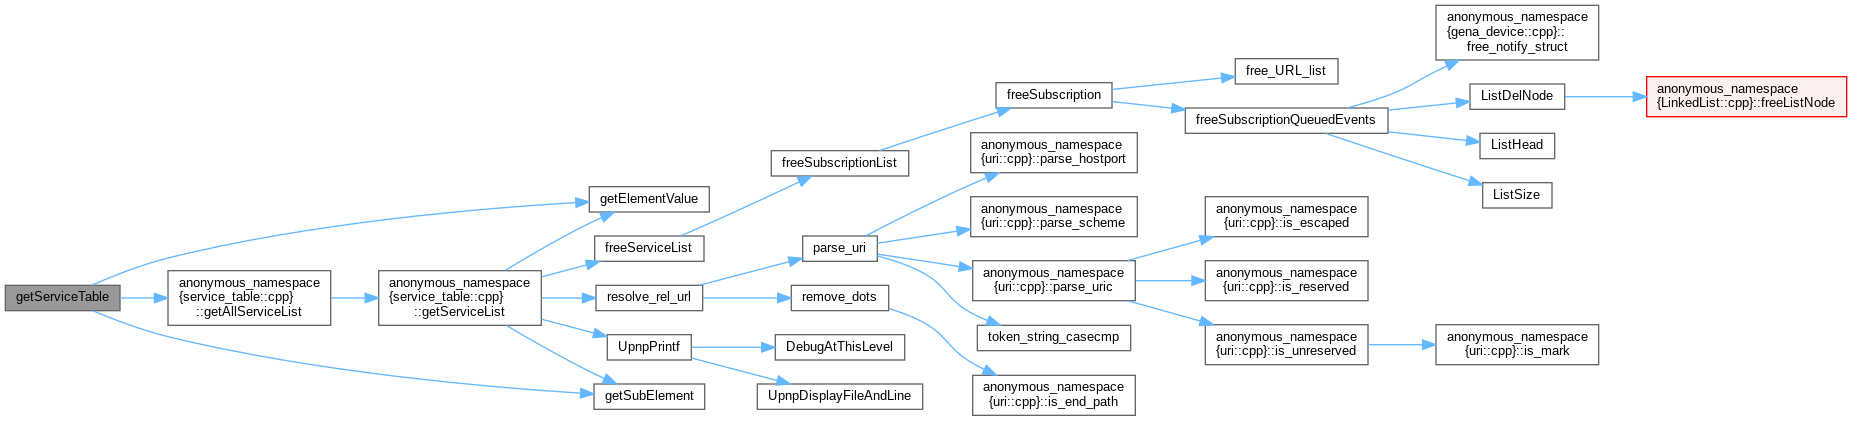 getServiceTable
anonymous_namespace
{service_table::cpp}
::getAllServiceList
anonymous_namespace
{service_table::cpp}
::getServiceList
getElementValue
freeServiceList
resolve_rel_url
UpnpPrintf
getSubElement
freeSubscriptionList
parse_uri
remove_dots
DebugAtThisLevel
UpnpDisplayFileAndLine
freeSubscription
anonymous_namespace
{uri::cpp}::parse_hostport
anonymous_namespace
{uri::cpp}::parse_scheme
anonymous_namespace
{uri::cpp}::parse_uric
token_string_casecmp
anonymous_namespace
{uri::cpp}::is_end_path
free_URL_list
freeSubscriptionQueuedEvents
anonymous_namespace
{uri::cpp}::is_escaped
anonymous_namespace
{uri::cpp}::is_reserved
anonymous_namespace
{uri::cpp}::is_unreserved
anonymous_namespace
{gena_device::cpp}::
free_notify_struct
ListDelNode
ListHead
ListSize
anonymous_namespace
{uri::cpp}::is_mark
anonymous_namespace
{LinkedList::cpp}::freeListNode